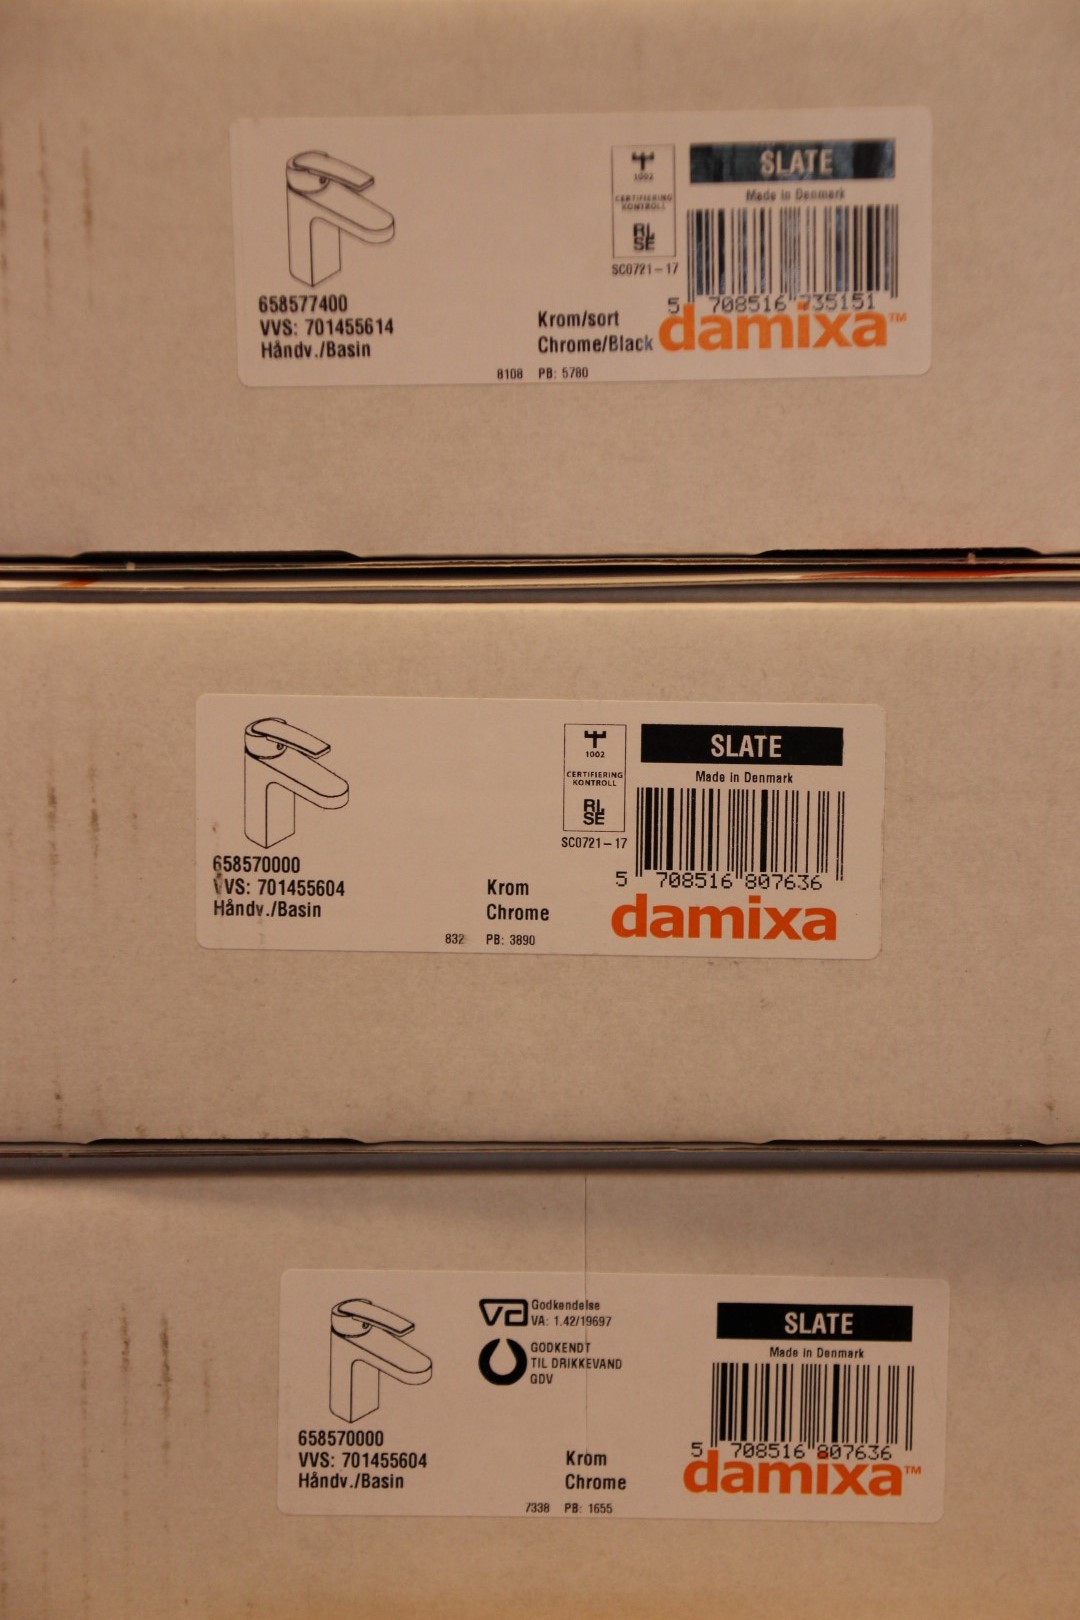 1002
CERTIFIERING
KONTROLL
RI
SE
SC0721-17
SLATE
Made in Denmark
5 708516 735151
658577400
VVS: 701455614
Håndv./Basin
Krom/sort
Chrome/Black
damixa™
8108 PB: 5780
1002
CERTIFIERING
KONTROLL
RI
SE
SC0721-17
SLATE
Made in Denmark
5 708516 807636
658570000
VVS: 701455604
Håndv./Basin
Krom
Chrome
damixa
832 PB: 3890
VA
Godkendelse
VA: 1.42/19697
GODKENDT
TIL DRIKKEVAND
GDV
SLATE
Made in Denmark
5 708516 807636
658570000
VVS: 701455604
Håndv./Basin
Krom
Chrome
damixa™
7338 PB: 1655